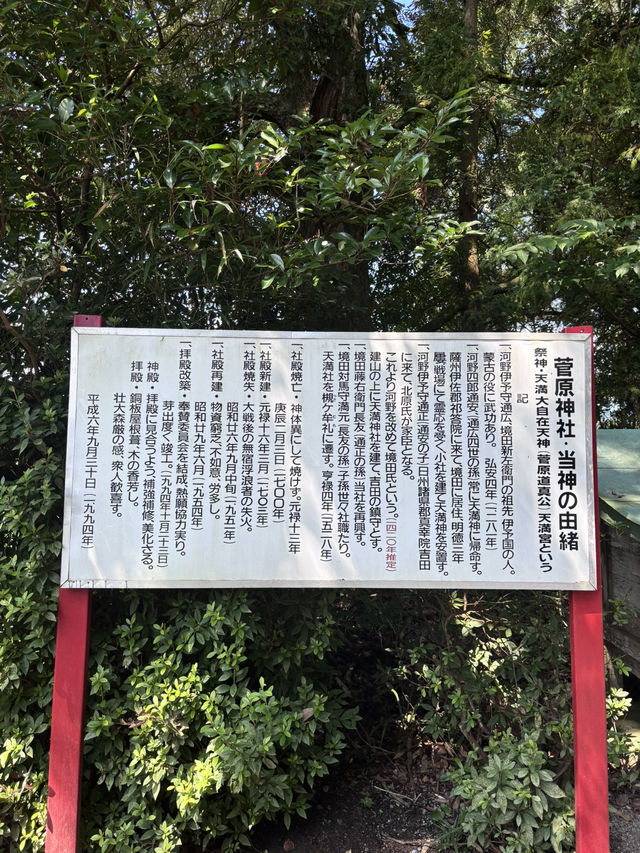 菅原神社・当神の由緒
祭神・天満 大自在天神(菅原道真公)天満宮という
記
一、河野伊予守通広、境田新左衛門の祖先 伊予国の人。
蒙古の役に武功あり。 弘安四年(一二八一年)
一、河野四郎通安(通広四世の孫)常に天満神に帰命す。
薩州伊佐郡祁荅院に来て、境田に居住、明徳三年
戦場にて霊応を受く、小社を建て天満神を安置す。
一、河野伊予守通正(通安の子)日州諸県郡真幸院吉田
に来て、北原氏が家臣となる。
これより河野を改めて境田氏という。(一四二〇年推定)
建山の上に天満神社を建て、吉田の鎮守とす。
一、境田藤左衛門長友(通正の孫)当社を再興す。
一、境田対馬守満元(長友の孫)子孫世々社職たり。
天満社を槻ケ牟礼に遷す。亨禄四年(一五二八年)
一、社殿焼亡・神体異にして焼けず。元禄十三年
庚辰二月三日(一七〇〇年)
一、社殿新建・元禄十六年三月(一七〇三年)
一、社殿焼失・大戦後の無宿浮浪者の失火。
昭和廿六年九月中旬(一九五一年)
一、社殿再建・物資窮乏、不如意、労多し。
昭和廿九年六月(一九五四年)
一、拝殿改築・奉賛委員会を結成、熱願協力実り。
芽出度く竣工。(一九九四年十月二十三日)
神殿・拝殿に見合うよう、補強補修、美化さる。
拝殿・銅板屋根葺、木の香芳し。
壮大森厳の感、衆人歓喜す。
平成六年九月三十日(一九九四年)